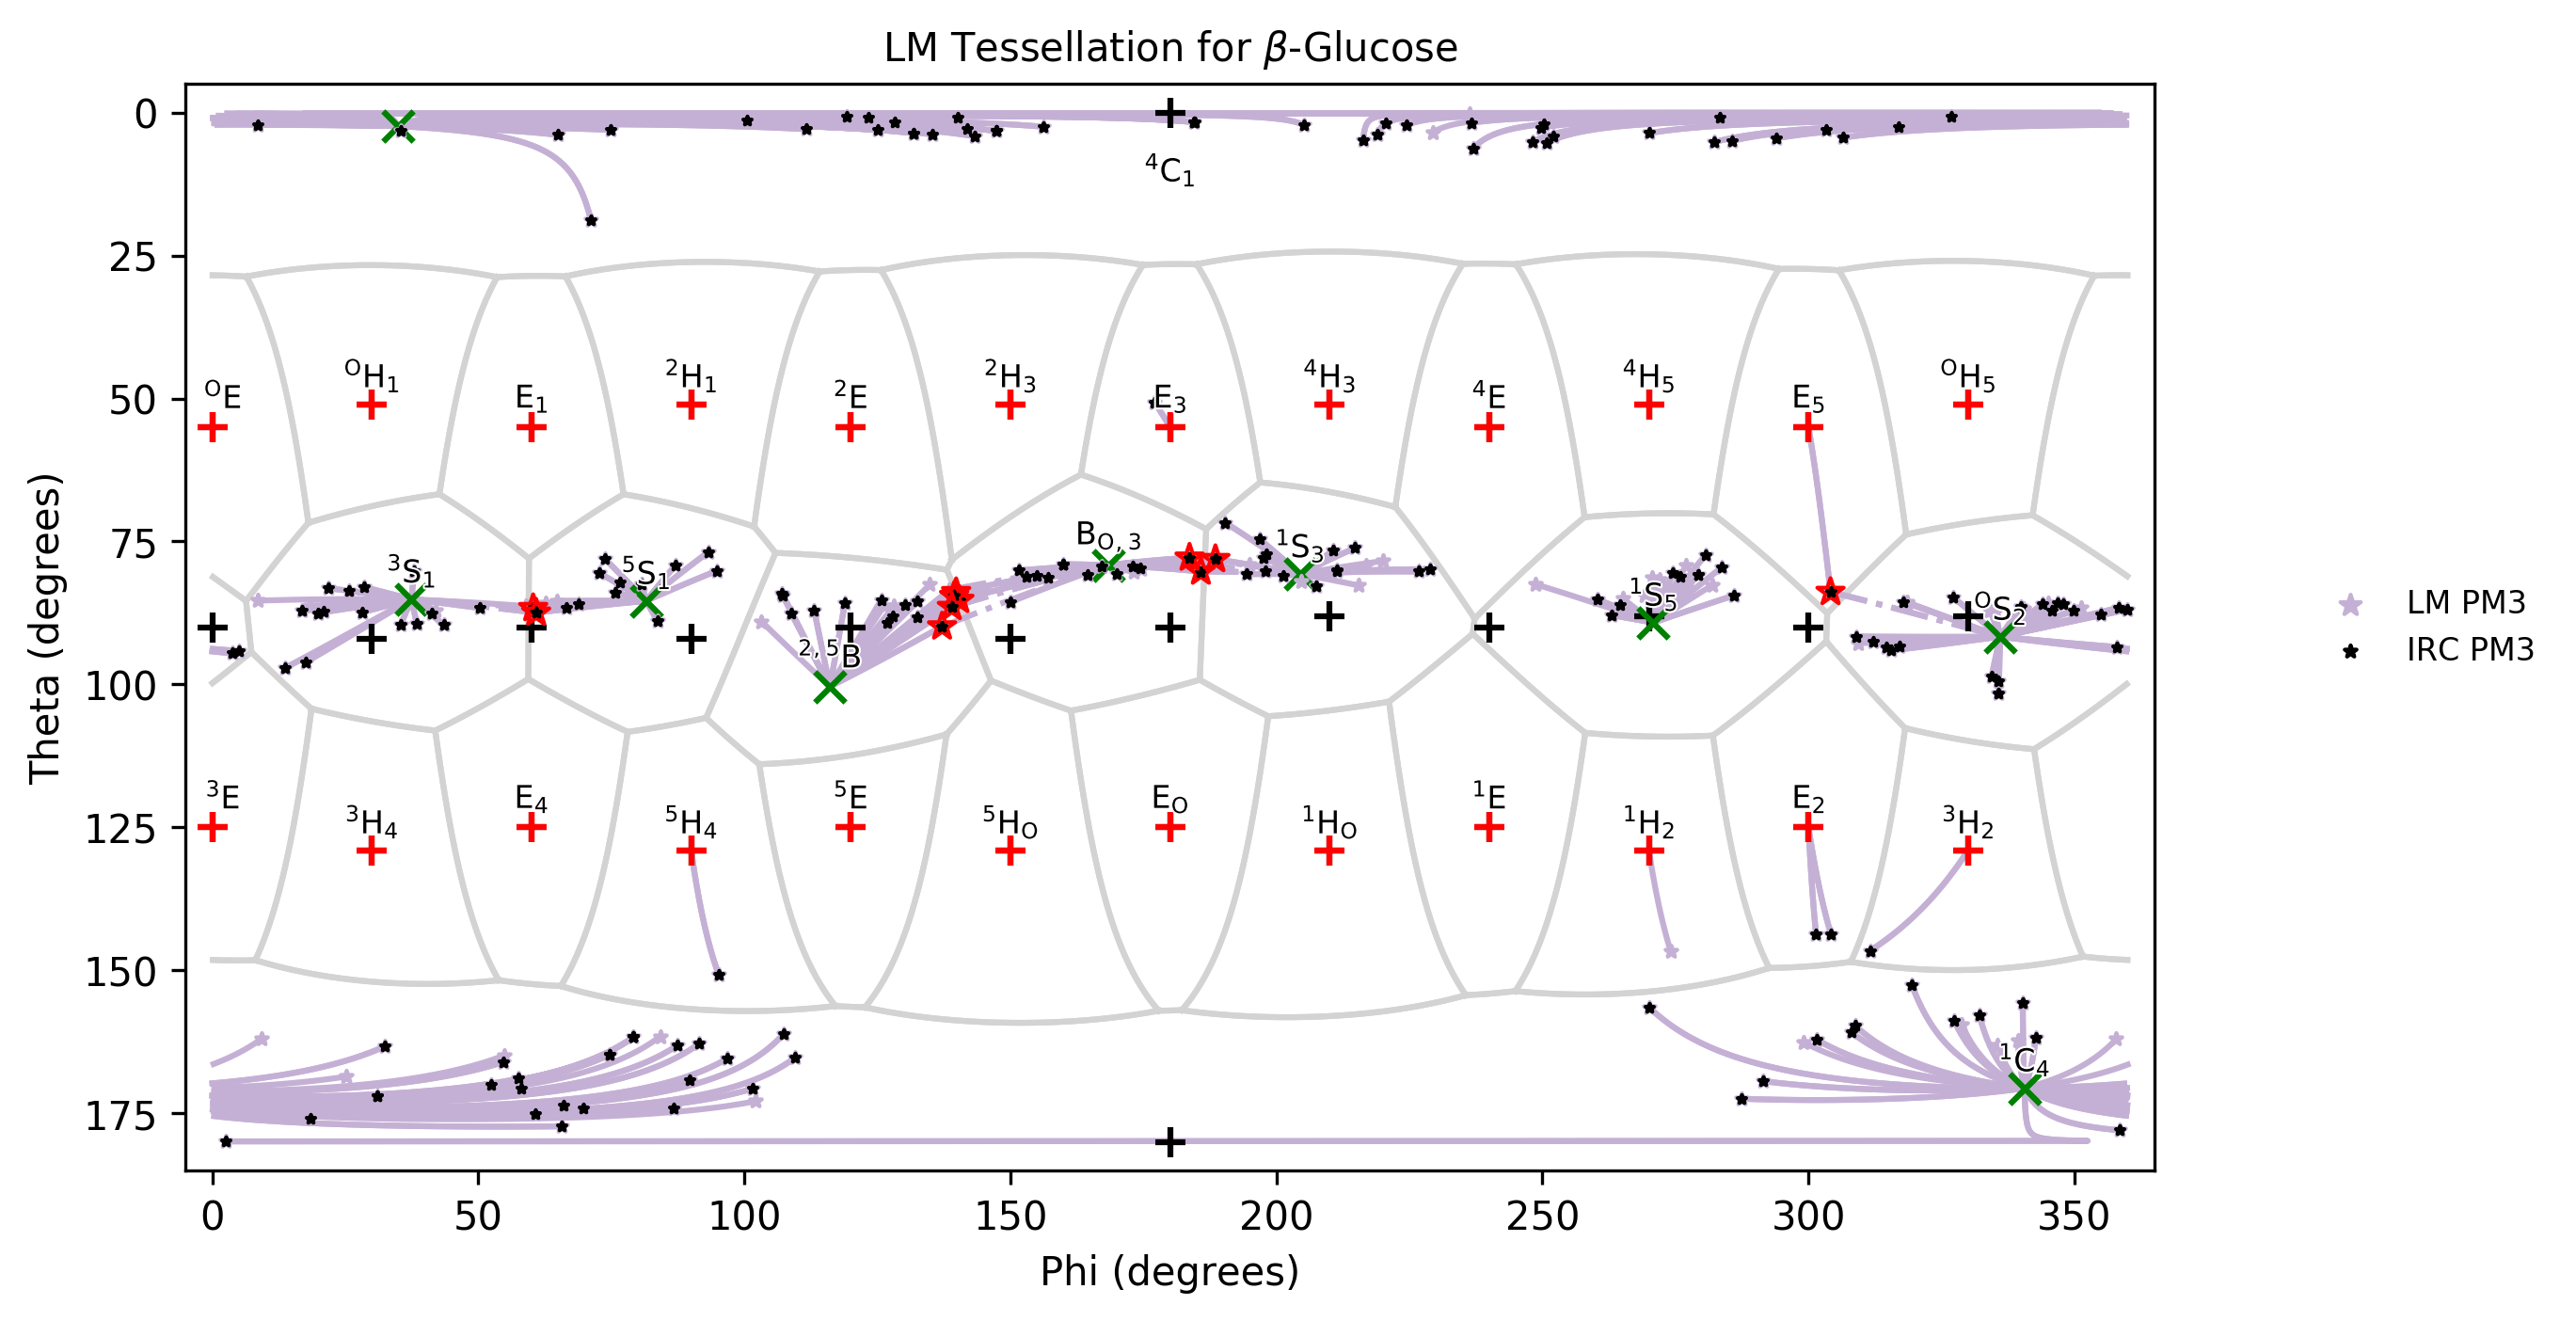 LM Tessellation for β-Glucose
0
⁴C₁
25
ᴼH₁ ²H₁ ²H₃ ⁴H₃ ⁴H₅ ᴼH₅
50
ᴼE E₁ ²E E₃ ⁴E E₅
75
B_O,₃ ¹S₃
³S₁ ⁵S₁ ¹S₅ ᴼS₂
²,⁵B
100
³E E₄ ⁵E E_O ¹E E₂
125
³H₄ ⁵H₄ ⁵H_O ¹H_O ¹H₂ ³H₂
150
¹C₄
175
0 50 100 150 200 250 300 350
Phi (degrees)
Theta (degrees)
LM PM3
IRC PM3